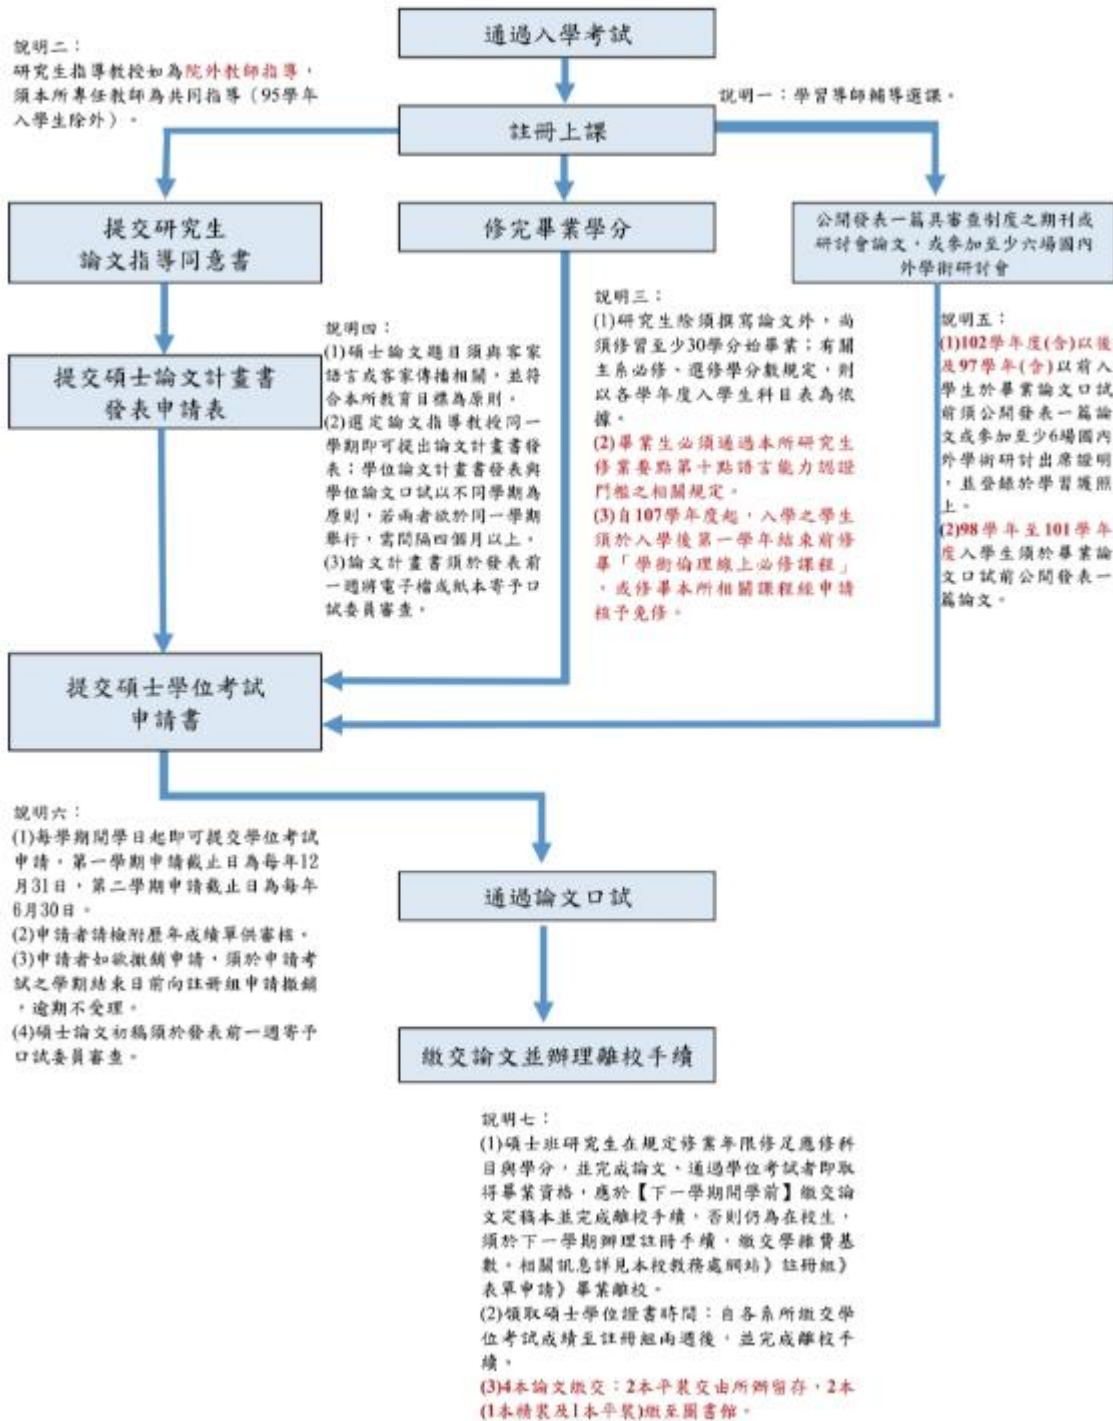 通過入學考試
說明二：
研究生指導教授如為院外教師指導，
須本所專任教師為共同指導（95學年
入學生除外）。
說明一：學習導師輔導選課。
註冊上課
提交研究生
論文指導同意書
修完畢業學分
公開發表一篇具審查制度之期刊或
研討會論文，或參加至少六場國內
外學術研討會
提交碩士論文計畫書
發表申請表
說明四：
(1)碩士論文題目須與客家
語言或客家傳播相關，並符
合本所教育目標為原則。
(2)選定論文指導教授同一
學期即可提出論文計畫書發
表；學位論文計畫書發表與
學位論文口試以不同學期為
原則，若兩者欲於同一學期
舉行，需間隔四個月以上。
(3)論文計畫書須於發表前
一週將電子檔或紙本寄予口
試委員審查。
說明三：
(1)研究生除須撰寫論文外，尚
須修習至少30學分始畢業；有關
主系必修、選修學分數規定，則
以各學年度入學生科目表為依
據。
(2)畢業生必須通過本所研究生
修業要點第十點語言能力認證
門檻之相關規定。
(3)自107學年度起，入學之學生
須於入學後第一學年結束前修
畢「學術倫理線上必修課程」
，或修畢本所相關課程經申請
核予免修。
說明五：
(1)102學年度(含)以後
及97學年(含)以前入
學生於畢業論文口試
前須公開發表一篇論
文或參加至少6場國內
外學術研討出席證明
，並登錄於學習護照
上。
(2)98學年至101學年
度入學生須於畢業論
文口試前公開發表一
篇論文。
提交碩士學位考試
申請書
說明六：
(1)每學期開學日起即可提交學位考試
申請，第一學期申請截止日為每年12
月31日，第二學期申請截止日為每年
6月30日。
(2)申請者請檢附歷年成績單供審核。
(3)申請者如欲撤銷申請，須於申請考
試之學期結束日前向註冊組申請撤銷
，逾期不受理。
(4)碩士論文初稿須於發表前一週寄予
口試委員審查。
通過論文口試
繳交論文並辦理離校手續
說明七：
(1)碩士班研究生在規定修業年限修足應修科
目與學分，並完成論文、通過學位考試者即取
得畢業資格，應於【下一學期開學前】繳交論
文定稿本並完成離校手續，否則仍為在校生，
須於下一學期辦理註冊手續，繳交學雜費基
數。相關訊息詳見本校教務處網站》註冊組》
表單申請》畢業離校。
(2)領取碩士學位證書時間：自各系所繳交學
位考試成績至註冊組兩週後，並完成離校手
續。
(3)4本論文繳交：2本平裝交由所辦留存，2本
(1本精裝及1本平裝)繳至圖書館。